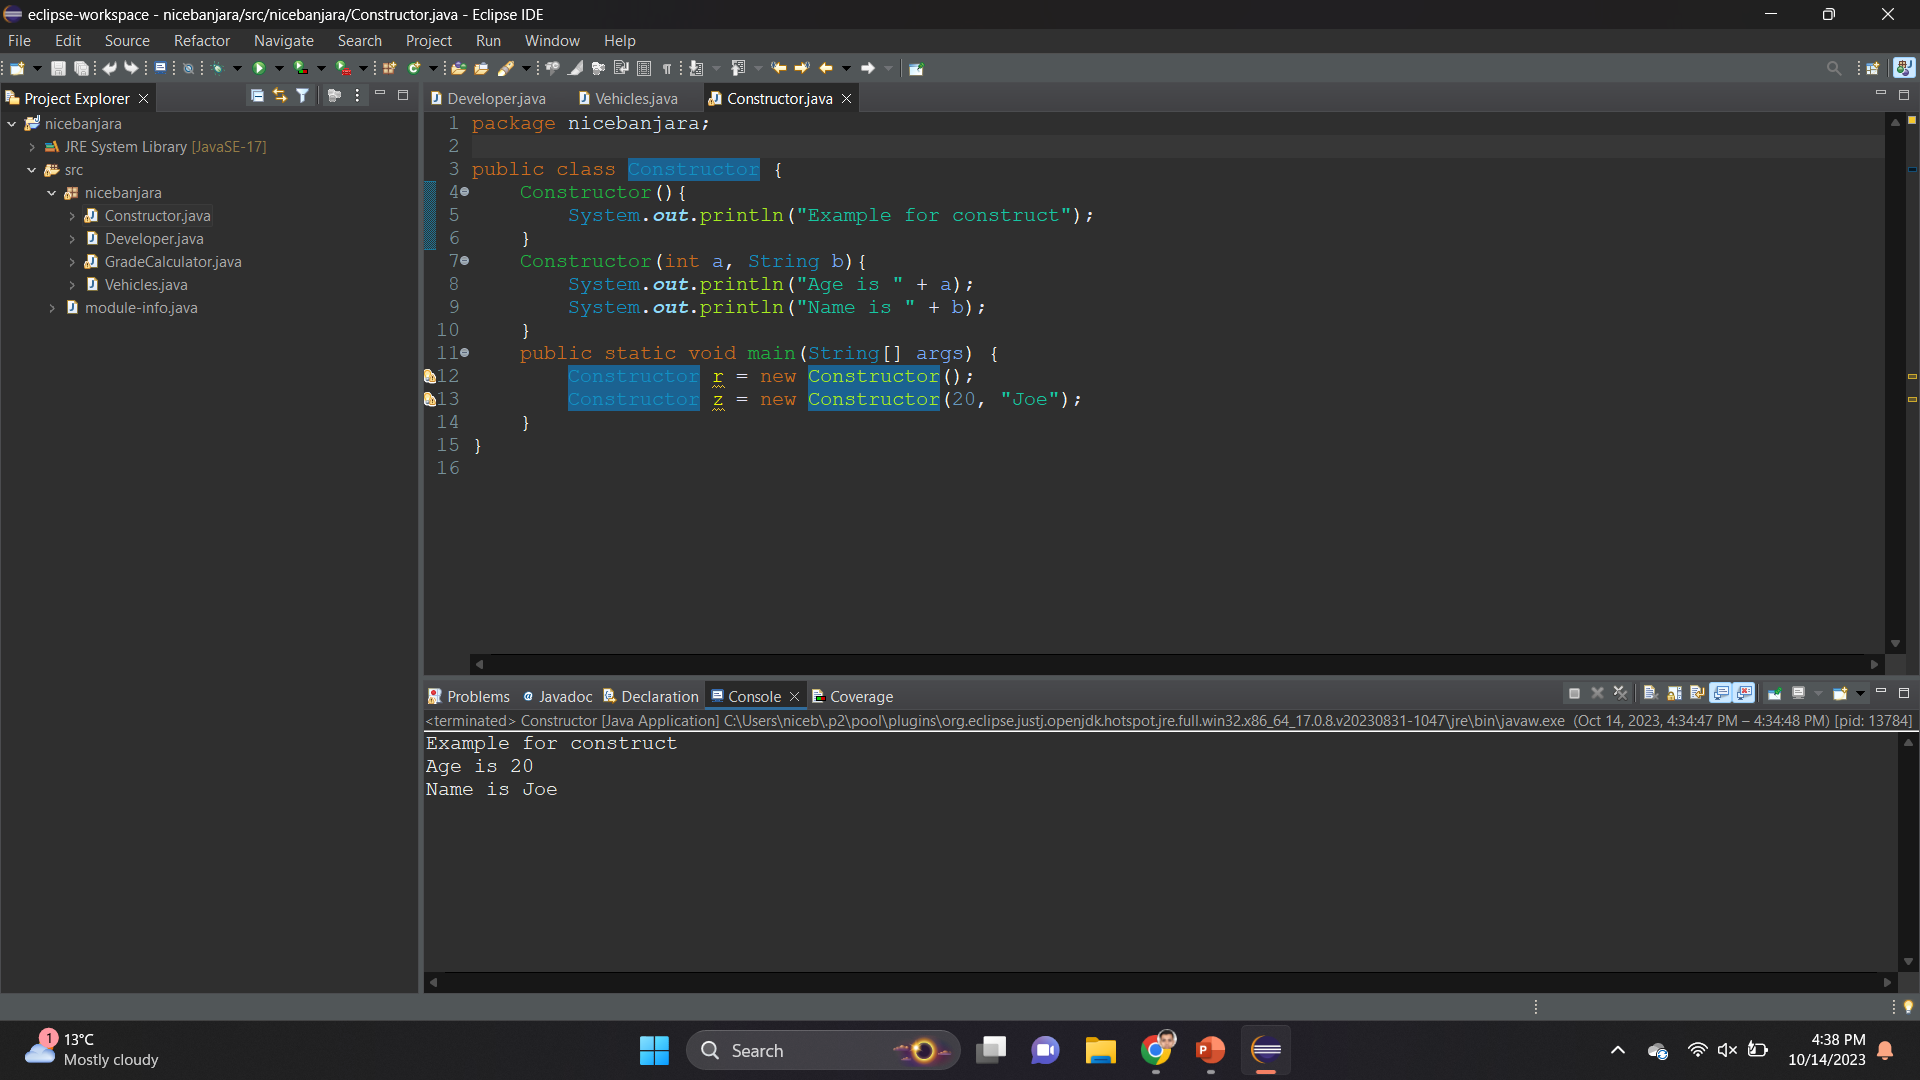 eclipse-workspace - nicebanjara/src/nicebanjara/Constructor.java - Eclipse IDE
File Edit Source Refactor Navigate Search Project Run Window Help
Project Explorer
nicebanjara
JRE System Library [JavaSE-17]
src
nicebanjara
Constructor.java
Developer.java
GradeCalculator.java
Vehicles.java
module-info.java
Developer.java Vehicles.java Constructor.java
1 package nicebanjara;
2
3 public class Constructor {
4 Constructor(){
5 System.out.println("Example for construct");
6 }
7 Constructor(int a, String b){
8 System.out.println("Age is " + a);
9 System.out.println("Name is " + b);
10 }
11 public static void main(String[] args) {
12 Constructor r = new Constructor();
13 Constructor z = new Constructor(20, "Joe");
14 }
15 }
16
Problems @ Javadoc Declaration Console Coverage
<terminated> Constructor [Java Application] C:\Users\niceb\.p2\pool\plugins\org.eclipse.justj.openjdk.hotspot.jre.full.win32.x86_64_17.0.8.v20230831-1047\jre\bin\javaw.exe (Oct 14, 2023, 4:34:47 PM – 4:34:48 PM) [pid: 13784]
Example for construct
Age is 20
Name is Joe
1
13°C
Mostly cloudy
Search
P
4:38 PM
10/14/2023